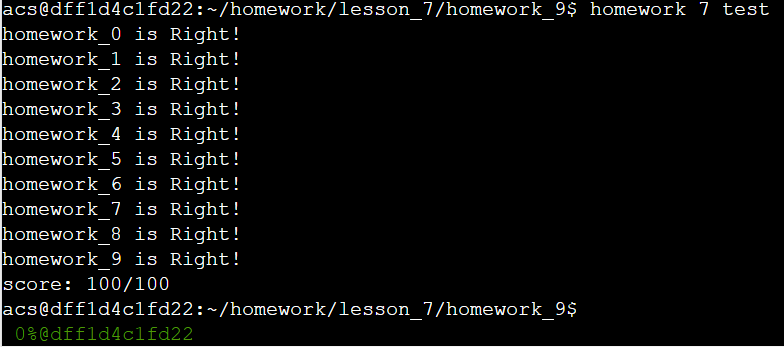 acs@dff1d4c1fd22:~/homework/lesson_7/homework_9$ homework 7 test
homework_0 is Right!
homework_1 is Right!
homework_2 is Right!
homework_3 is Right!
homework_4 is Right!
homework_5 is Right!
homework_6 is Right!
homework_7 is Right!
homework_8 is Right!
homework_9 is Right!
score: 100/100
acs@dff1d4c1fd22:~/homework/lesson_7/homework_9$
0%@dff1d4c1fd22